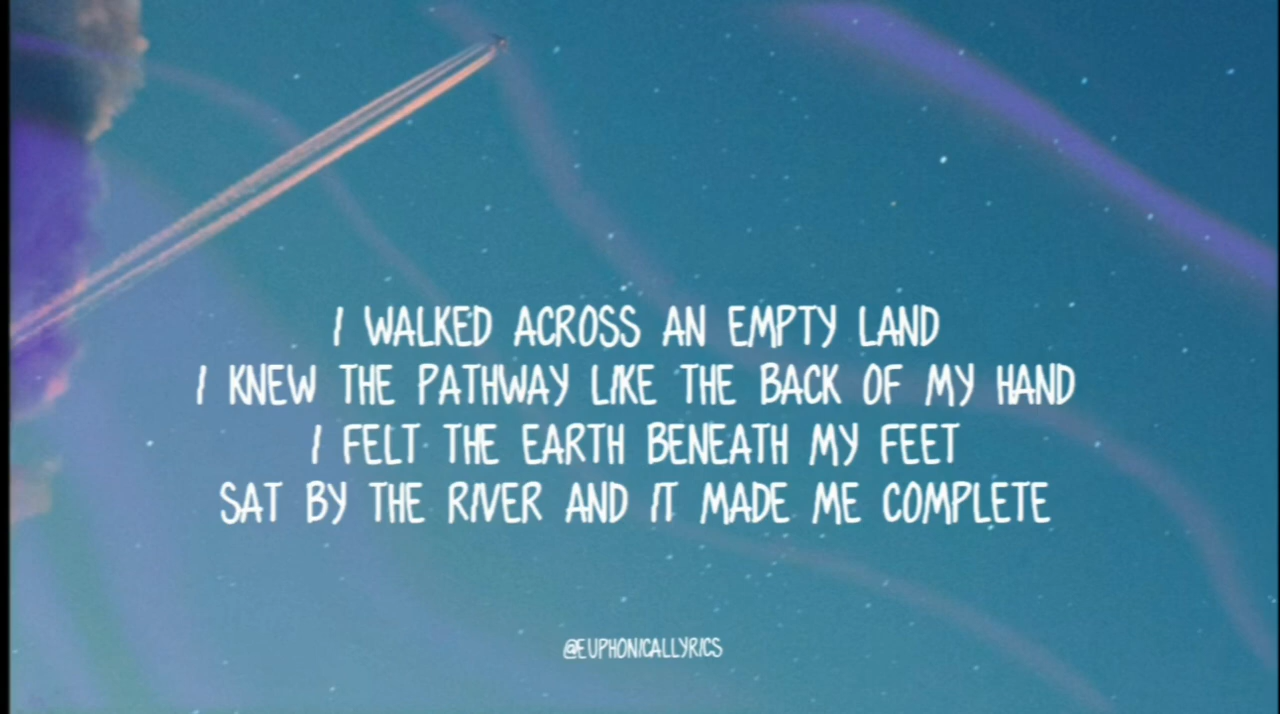 I WALKED ACROSS AN EMPTY LAND
I KNEW THE PATHWAY LIKE THE BACK OF MY HAND
I FELT THE EARTH BENEATH MY FEET
SAT BY THE RIVER AND IT MADE ME COMPLETE
@EUPHONICALLYRICS